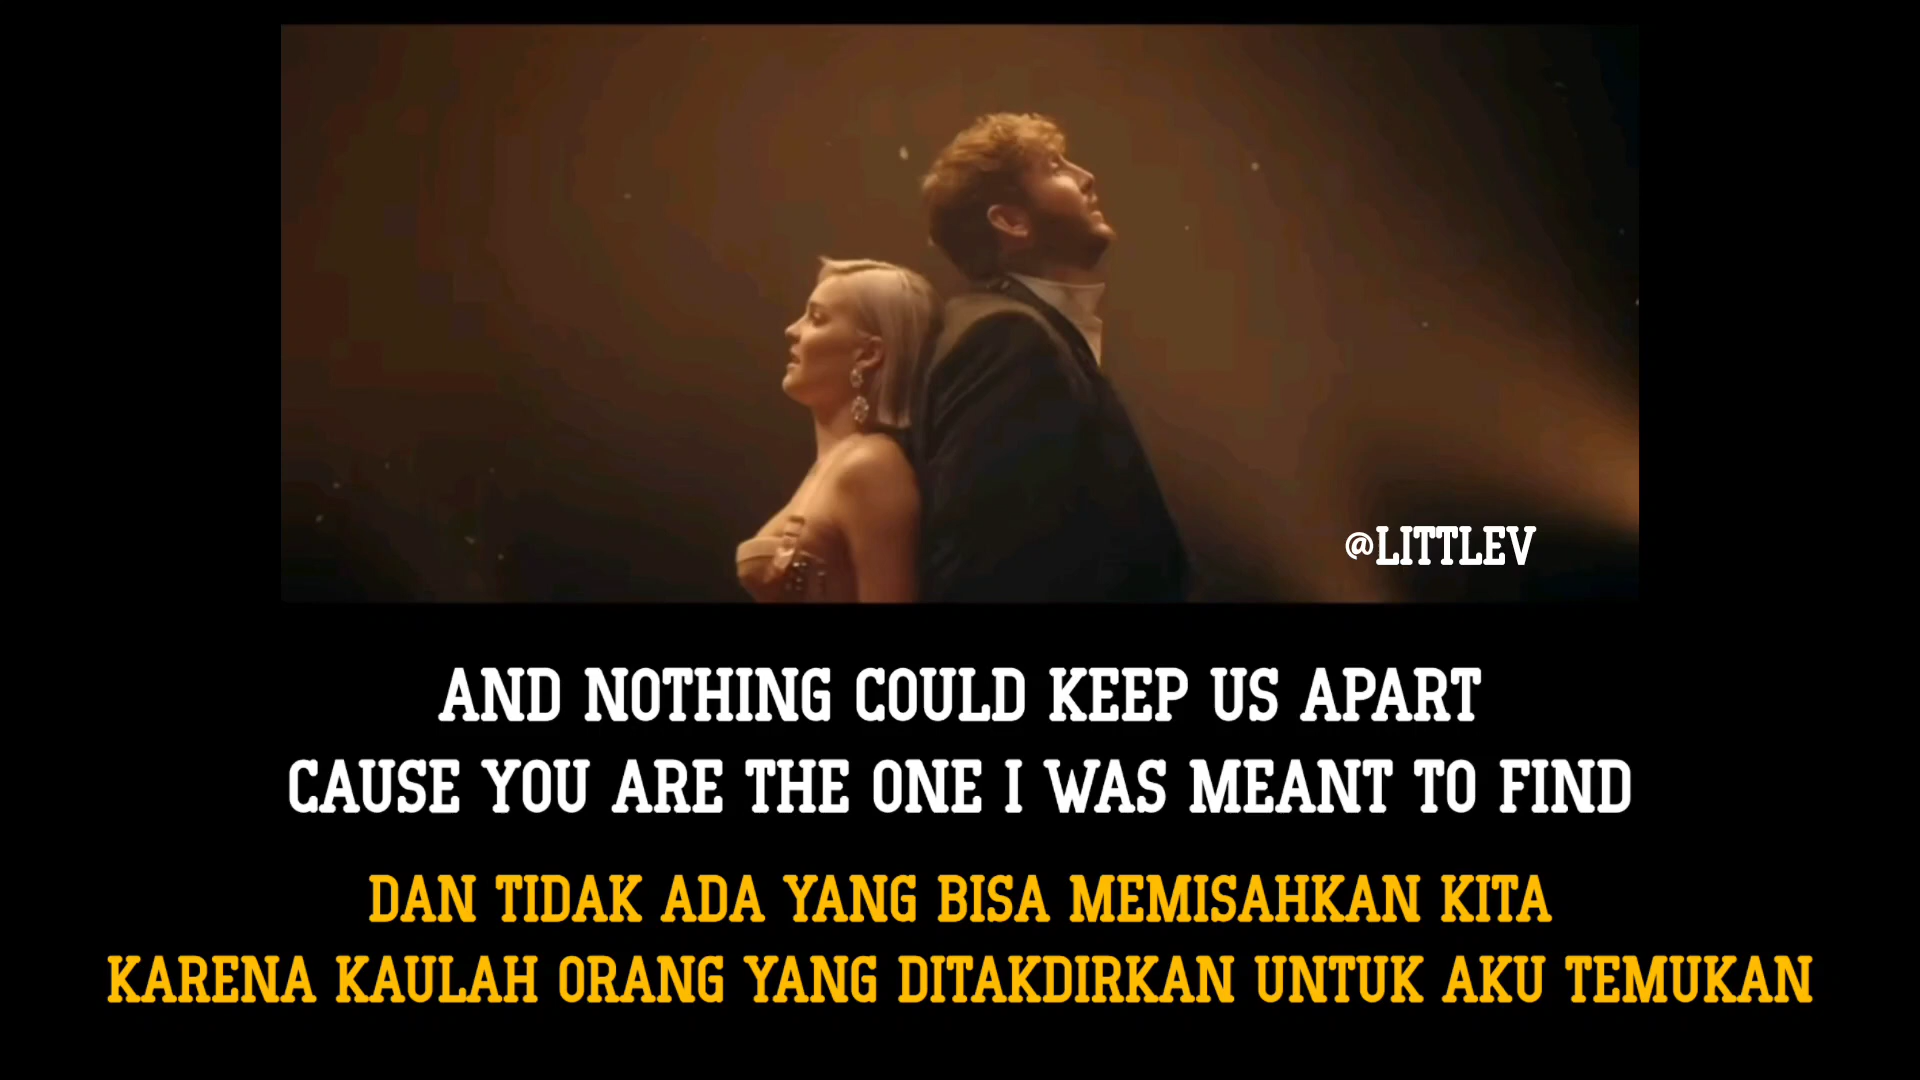 @LITTLEV
AND NOTHING COULD KEEP US APART
CAUSE YOU ARE THE ONE I WAS MEANT TO FIND
DAN TIDAK ADA YANG BISA MEMISAHKAN KITA
KARENA KAULAH ORANG YANG DITAKDIRKAN UNTUK AKU TEMUKAN